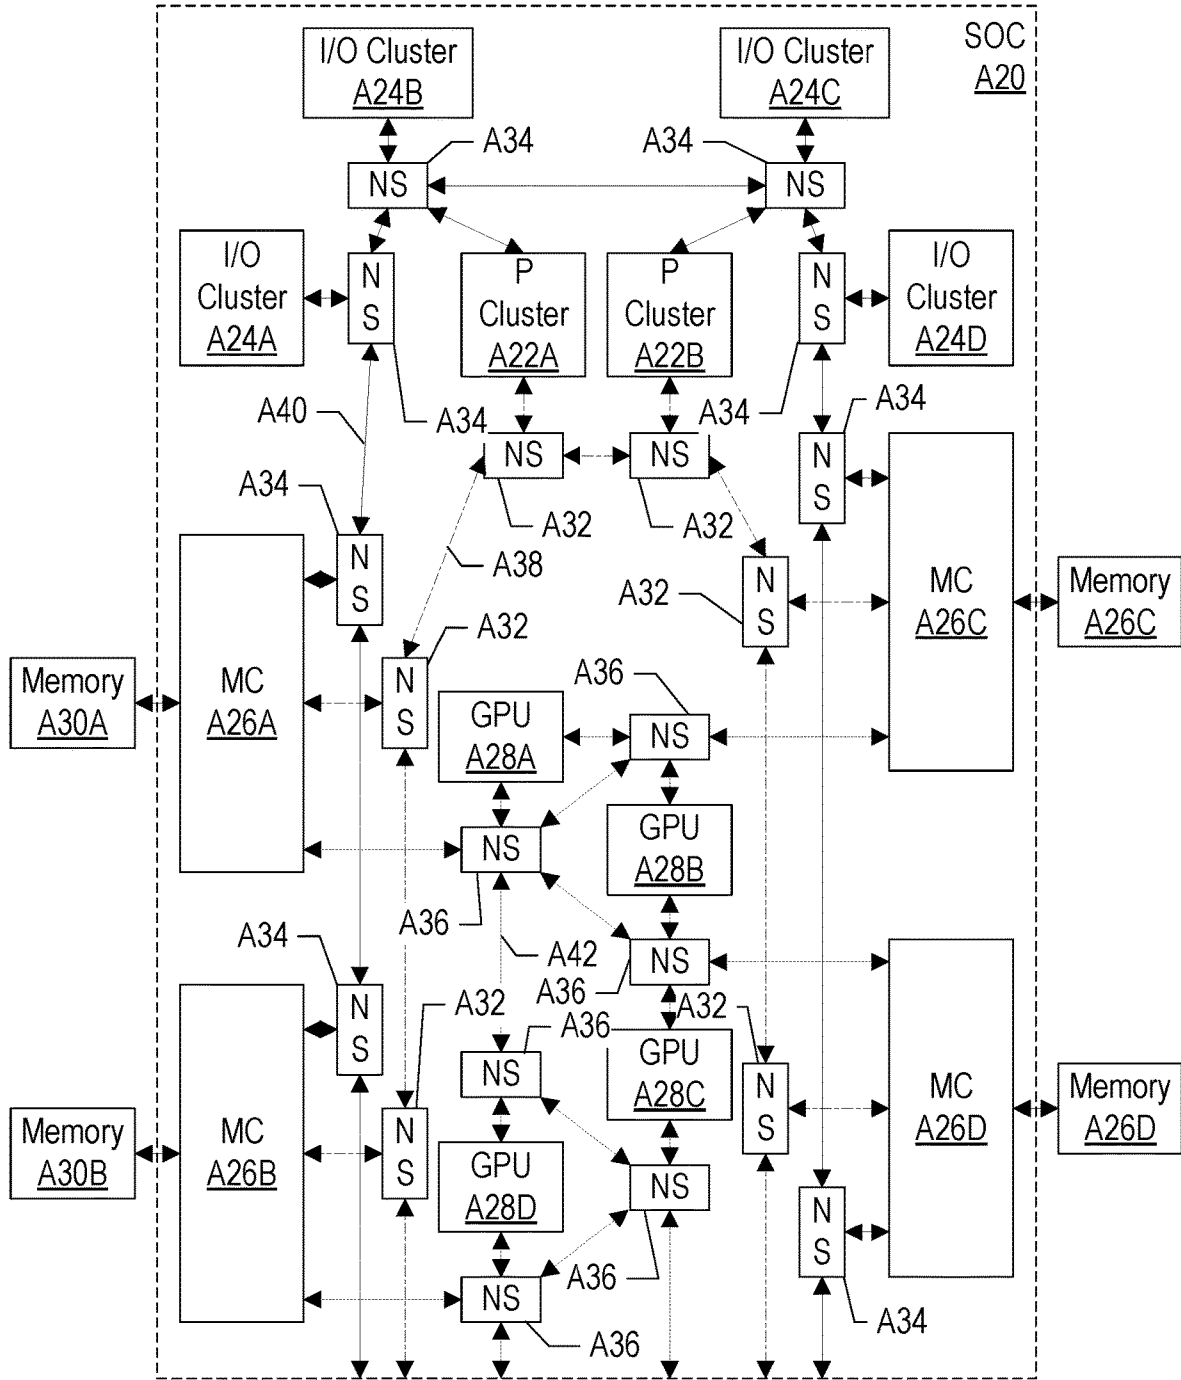 SOC
A20
I/O Cluster
A24B
I/O Cluster
A24C
A34
A34
NS
NS
I/O
Cluster
A24A
N
S
P
Cluster
A22A
P
Cluster
A22B
N
S
I/O
Cluster
A24D
A40
A34
A34
A34
NS
NS
N
S
A34
A32
A32
A38
N
S
MC
A26A
MC
A26C
Memory
A26C
A32
N
S
A32
N
S
Memory
A30A
A36
GPU
A28A
NS
GPU
A28B
NS
A36
A34
A42
NS
A36
A32
A32
A36
N
S
MC
A26B
NS
GPU
A28C
N
S
MC
A26D
Memory
A26D
Memory
A30B
N
S
GPU
A28D
NS
N
S
A36
NS
A36
A34